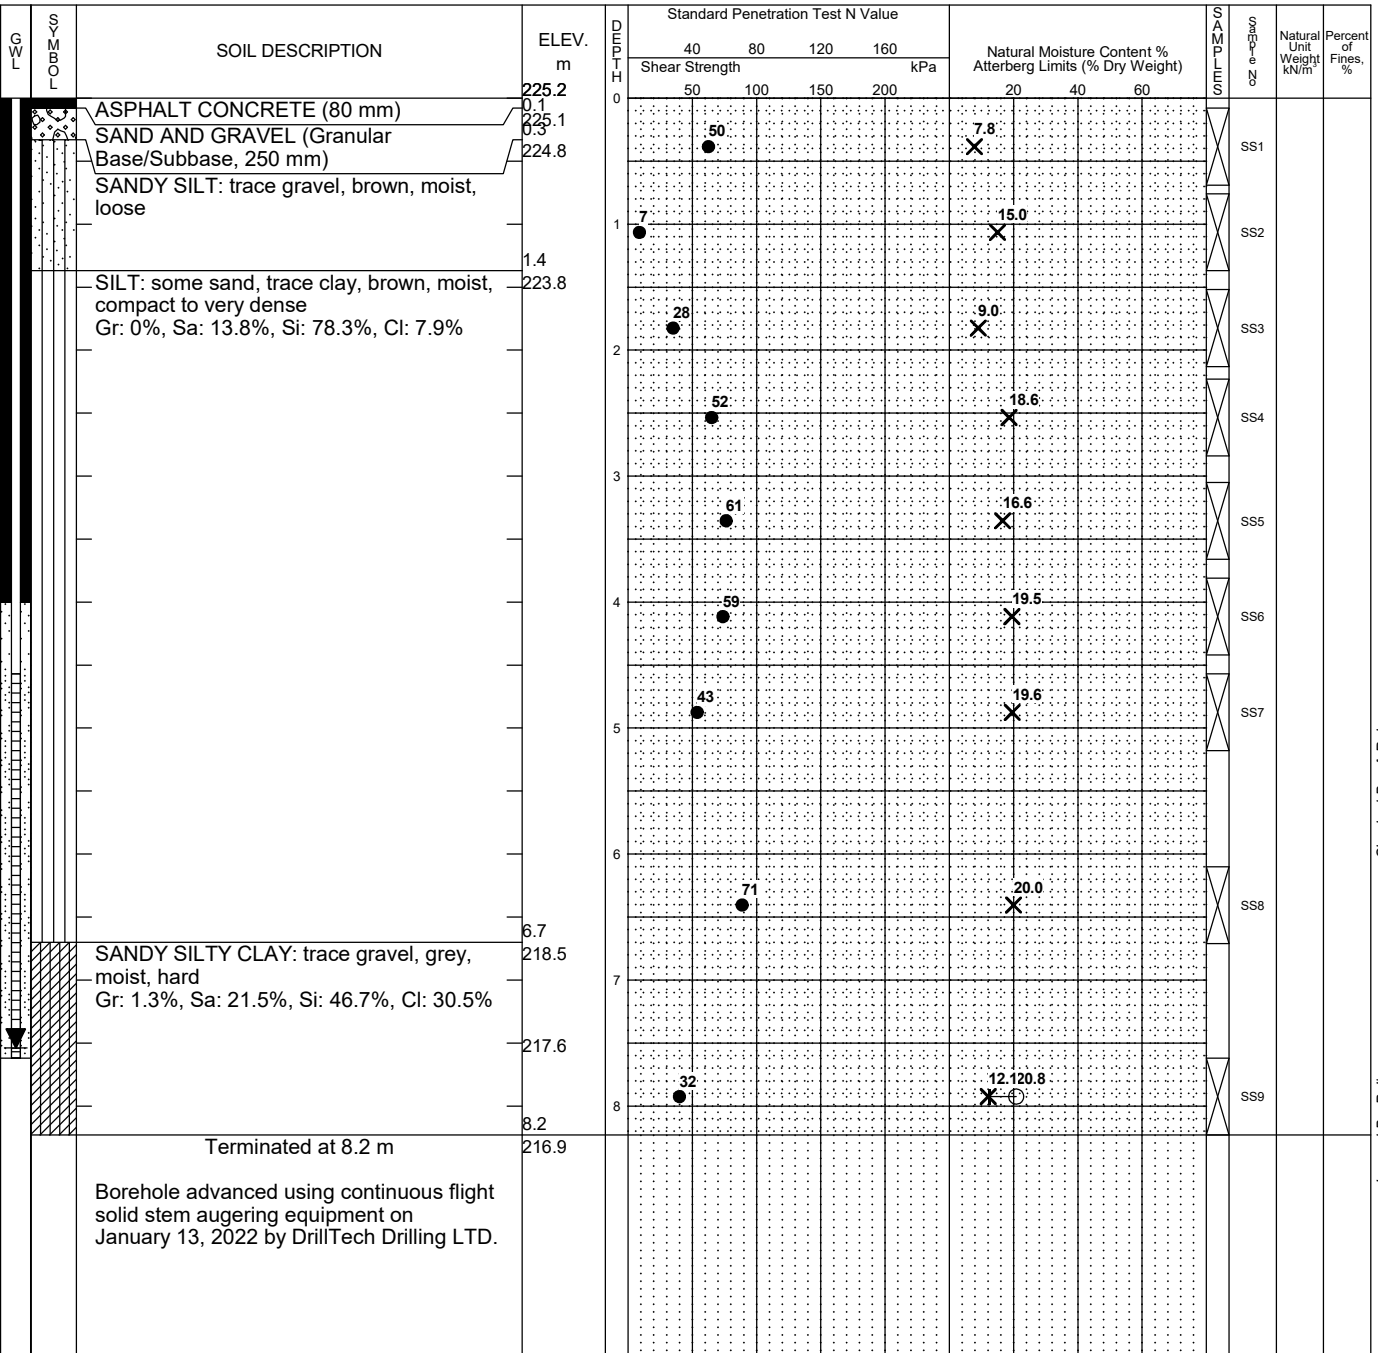 GWL
SYMBOL
SOIL DESCRIPTION
ELEV.
m
DEPTH
Standard Penetration Test N Value
40 80 120 160
Shear Strength kPa
50 100 150 200
Natural Moisture Content %
Atterberg Limits (% Dry Weight)
20 40 60
SAMPLES
Sample No
Natural
Unit
Weight
kN/m³
Percent
of
Fines,
%
225.2
0
ASPHALT CONCRETE (80 mm)
0.1
225.1
SAND AND GRAVEL (Granular
Base/Subbase, 250 mm)
0.3
224.8
50 7.8 SS1
SANDY SILT: trace gravel, brown, moist,
loose
1
7 15.0 SS2
1.4
223.8
SILT: some sand, trace clay, brown, moist,
compact to very dense
Gr: 0%, Sa: 13.8%, Si: 78.3%, Cl: 7.9%
28 9.0 SS3
2
52 18.6 SS4
3
61 16.6 SS5
4
59 19.5 SS6
43 19.6 SS7
5
6
71 20.0 SS8
6.7
218.5
SANDY SILTY CLAY: trace gravel, grey,
moist, hard
Gr: 1.3%, Sa: 21.5%, Si: 46.7%, Cl: 30.5%
7
217.6
32 12.1 20.8 SS9
8
8.2
216.9
Terminated at 8.2 m
Borehole advanced using continuous flight
solid stem augering equipment on
January 13, 2022 by DrillTech Drilling LTD.